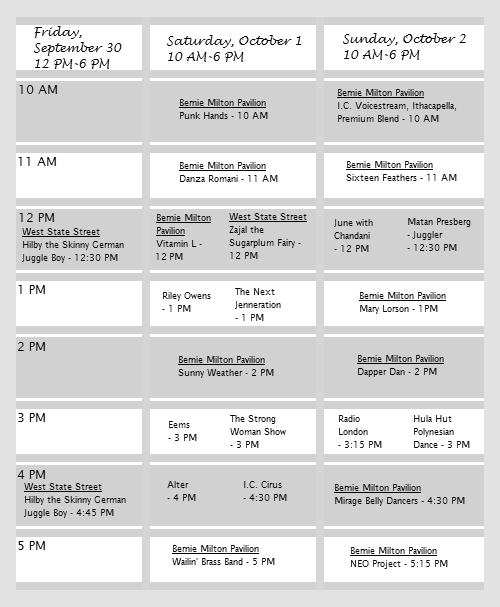 Friday,
September 30
12 PM-6 PM
Saturday, October 1
10 AM-6 PM
Sunday, October 2
10 AM-6 PM
10 AM
Bernie Milton Pavilion
Punk Hands - 10 AM
Bernie Milton Pavilion
I.C. Voicestream, Ithacapella,
Premium Blend - 10 AM
11 AM
Bernie Milton Pavilion
Danza Romani - 11 AM
Bernie Milton Pavilion
Sixteen Feathers - 11 AM
12 PM
West State Street
Hilby the Skinny German
Juggle Boy - 12:30 PM
Bernie Milton
Pavilion
Vitamin L -
12 PM
West State Street
Zajal the
Sugarplum Fairy -
12 PM
June with
Chandani
- 12 PM
Matan Presberg
- Juggler
- 12:30 PM
1 PM
Riley Owens
- 1 PM
The Next
Jenneration
- 1 PM
Bernie Milton Pavilion
Mary Lorson - 1PM
2 PM
Bernie Milton Pavilion
Sunny Weather - 2 PM
Bernie Milton Pavilion
Dapper Dan - 2 PM
3 PM
Eems
- 3 PM
The Strong
Woman Show
- 3 PM
Radio
London
- 3:15 PM
Hula Hut
Polynesian
Dance - 3 PM
4 PM
West State Street
Hilby the Skinny German
Juggle Boy - 4:45 PM
Alter
- 4 PM
I.C. Cirus
- 4:30 PM
Bernie Milton Pavilion
Mirage Belly Dancers - 4:30 PM
5 PM
Bernie Milton Pavilion
Wailin' Brass Band - 5 PM
Bernie Milton Pavilion
NEO Project - 5:15 PM